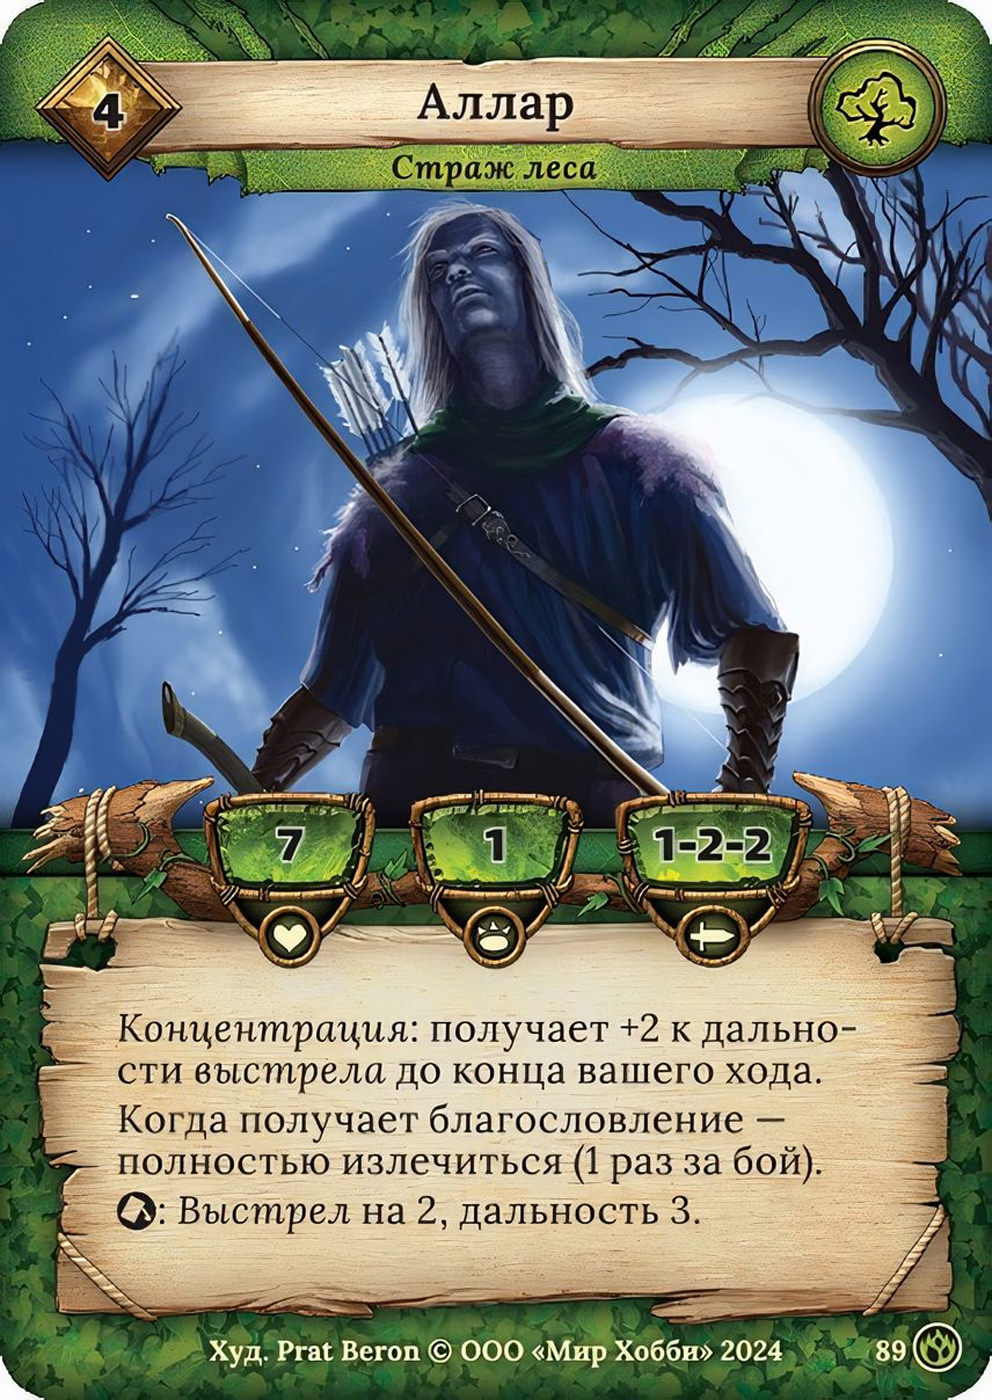 4
Аллар
Страж леса
7
1
1-2-2
Концентрация: получает +2 к дально-
сти выстрела до конца вашего хода.
Когда получает благословление —
полностью излечиться (1 раз за бой).
: Выстрел на 2, дальность 3.
Худ. Prat Beron © ООО «Мир Хобби» 2024
89